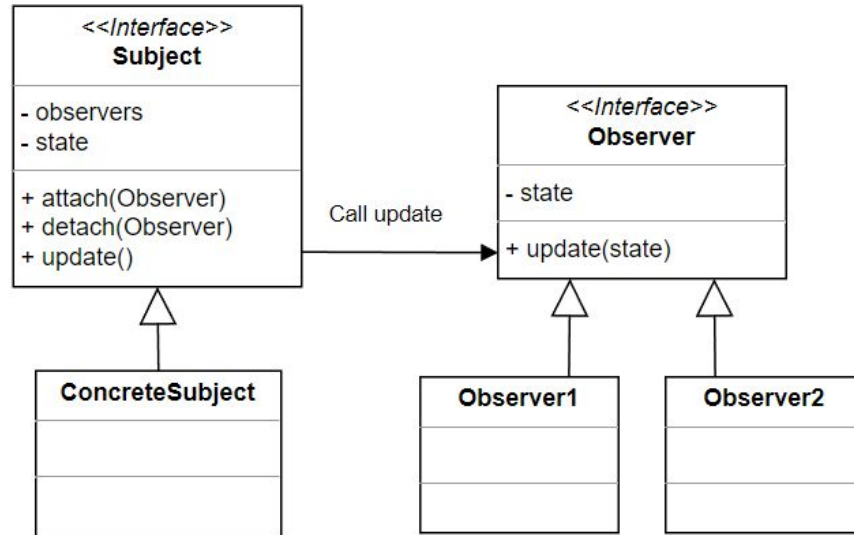 <<Interface>>
Subject
- observers
- state
+ attach(Observer)
+ detach(Observer)
+ update()
Call update
<<Interface>>
Observer
- state
+ update(state)
ConcreteSubject
Observer1
Observer2